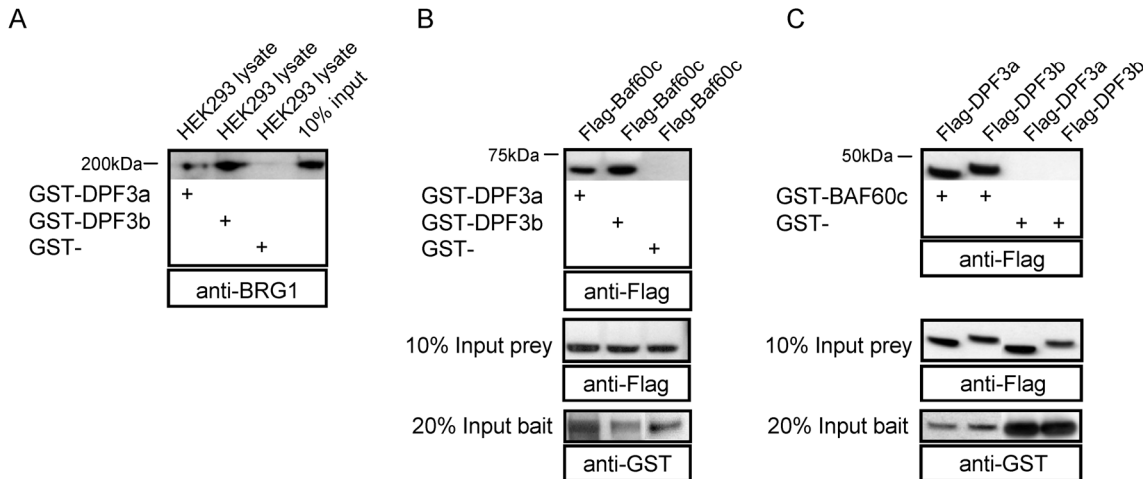 A
HEK293 lysate
HEK293 lysate
HEK293 lysate
10% input
200kDa
GST-DPF3a +
GST-DPF3b +
GST- +
anti-BRG1
B
Flag-Baf60c
Flag-Baf60c
Flag-Baf60c
75kDa
GST-DPF3a +
GST-DPF3b +
GST- +
anti-Flag
10% Input prey
anti-Flag
20% Input bait
anti-GST
C
Flag-DPF3a
Flag-DPF3b
Flag-DPF3a
Flag-DPF3b
50kDa
GST-BAF60c + +
GST- + +
anti-Flag
10% Input prey
anti-Flag
20% Input bait
anti-GST